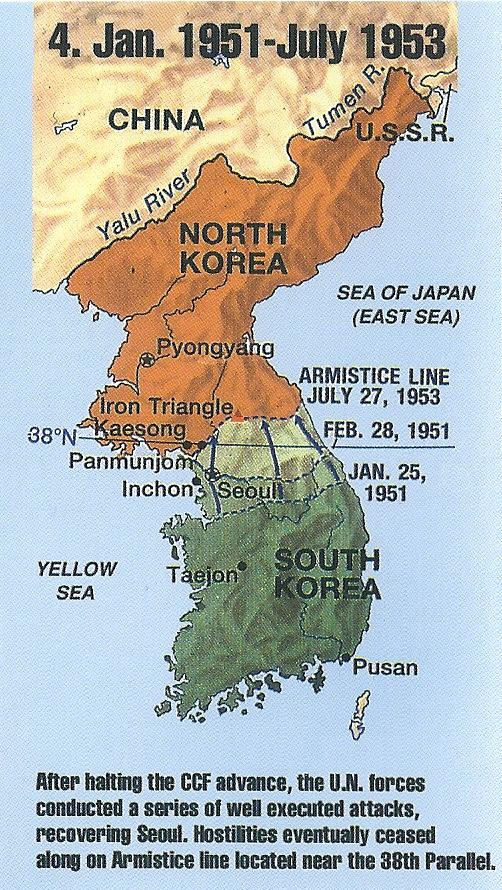 4. Jan. 1951-July 1953
CHINA
Tumen R.
U.S.S.R.
Yalu River
NORTH
KOREA
SEA OF JAPAN
(EAST SEA)
Pyongyang
ARMISTICE LINE
JULY 27, 1953
Iron Triangle
Kaesong
FEB. 28, 1951
38°N
Panmunjom
JAN. 25,
1951
Inchon
Seoul
YELLOW
SEA
Taejon
SOUTH
KOREA
Pusan
After halting the CCF advance, the U.N. forces
conducted a series of well executed attacks,
recovering Seoul. Hostilities eventually ceased
along on Armistice line located near the 38th Parallel.